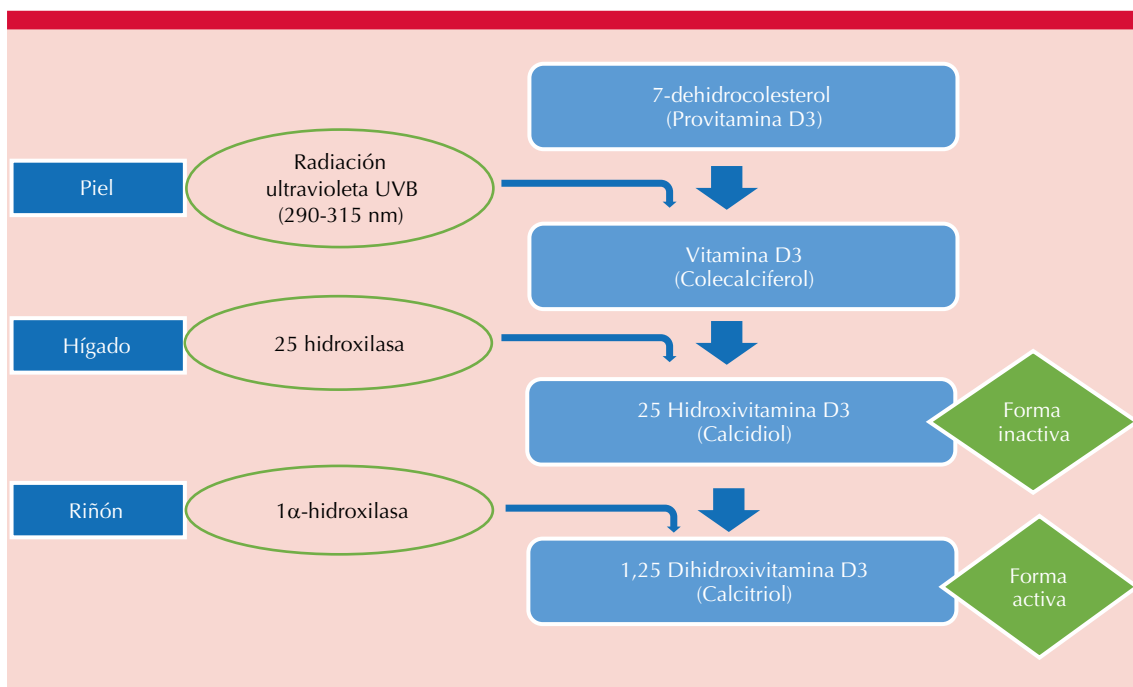 7-dehidrocolesterol
(Provitamina D3)
Piel
Radiación
ultravioleta UVB
(290-315 nm)
Vitamina D3
(Colecalciferol)
Hígado
25 hidroxilasa
25 Hidroxivitamina D3
(Calcidiol)
Forma
inactiva
Riñón
1α-hidroxilasa
1,25 Dihidroxivitamina D3
(Calcitriol)
Forma
activa